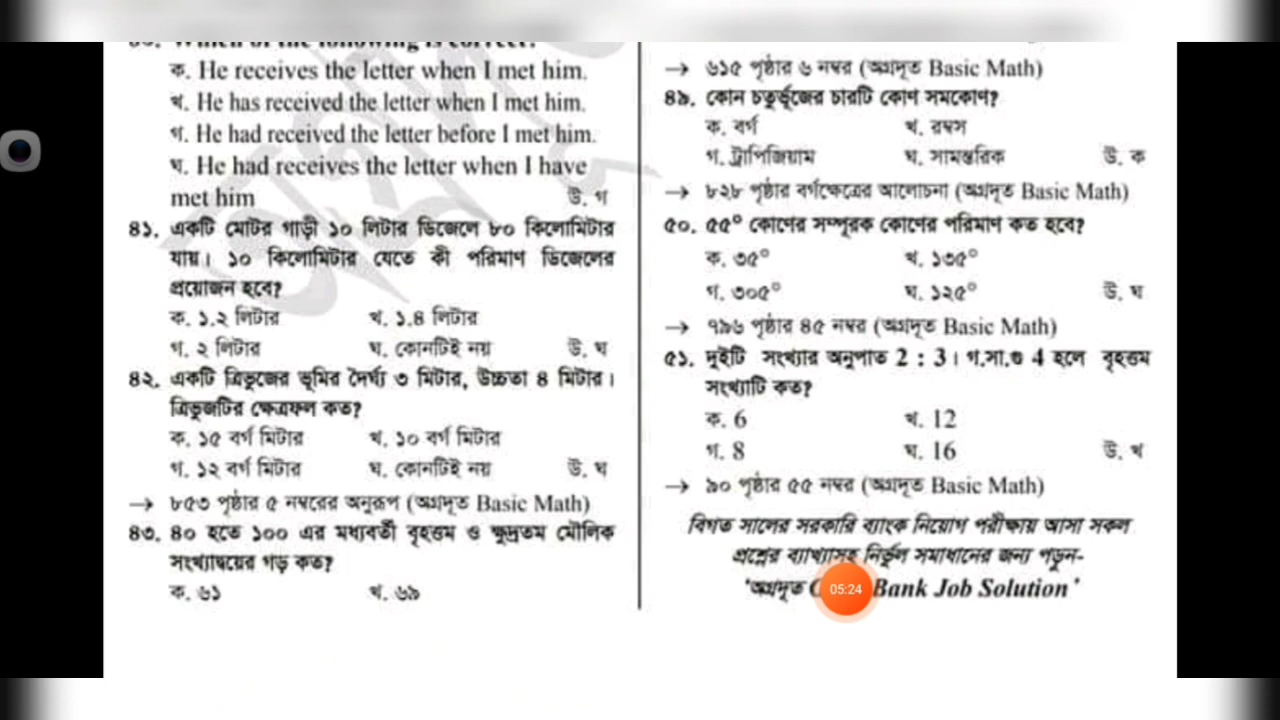 ৪০. Which of the following is correct?
ক. He receives the letter when I met him.
খ. He has received the letter when I met him.
গ. He had received the letter before I met him.
ঘ. He had receives the letter when I have
met him উ. গ
৪১. একটি মোটর গাড়ী ১০ লিটার ডিজেলে ৮০ কিলোমিটার
যায়। ১০ কিলোমিটার যেতে কী পরিমাণ ডিজেলের
প্রয়োজন হবে?
ক. ১.২ লিটার খ. ১.৪ লিটার
গ. ২ লিটার ঘ. কোনটিই নয় উ. ঘ
৪২. একটি ত্রিভুজের ভূমির দৈর্ঘ্য ৩ মিটার, উচ্চতা ৪ মিটার।
ত্রিভুজটির ক্ষেত্রফল কত?
ক. ১৫ বর্গ মিটার খ. ১০ বর্গ মিটার
গ. ১২ বর্গ মিটার ঘ. কোনটিই নয় উ. ঘ
→ ৮৫৩ পৃষ্ঠার ৫ নম্বরের অনুরূপ (অগ্রদূত Basic Math)
৪৩. ৪০ হতে ১০০ এর মধ্যবর্তী বৃহত্তম ও ক্ষুদ্রতম মৌলিক
সংখ্যাদ্বয়ের গড় কত?
ক. ৬১ খ. ৬৯
→ ৬১৫ পৃষ্ঠার ৬ নম্বর (অগ্রদূত Basic Math)
৪৯. কোন চতুর্ভূজের চারটি কোণ সমকোণ?
ক. বর্গ খ. রম্বস
গ. ট্রাপিজিয়াম ঘ. সামন্তরিক উ. ক
→ ৮২৮ পৃষ্ঠার বর্গক্ষেত্রের আলোচনা (অগ্রদূত Basic Math)
৫০. ৫৫° কোণের সম্পূরক কোণের পরিমাণ কত হবে?
ক. ৩৫° খ. ১৩৫°
গ. ৩০৫° ঘ. ১২৫° উ. ঘ
→ ৭৯৬ পৃষ্ঠার ৪৫ নম্বর (অগ্রদূত Basic Math)
৫১. দুইটি সংখ্যার অনুপাত 2 : 3। গ.সা.গু 4 হলে বৃহত্তম
সংখ্যাটি কত?
ক. 6 খ. 12
গ. 8 ঘ. 16 উ. খ
→ ৯০ পৃষ্ঠার ৫৫ নম্বর (অগ্রদূত Basic Math)
বিগত সালের সরকারি ব্যাংক নিয়োগ পরীক্ষায় আসা সকল
প্রশ্নের ব্যাখ্যাসহ নির্ভুল সমাধানের জন্য পড়ুন-
'অগ্রদূত Bank Job Solution'
05:24